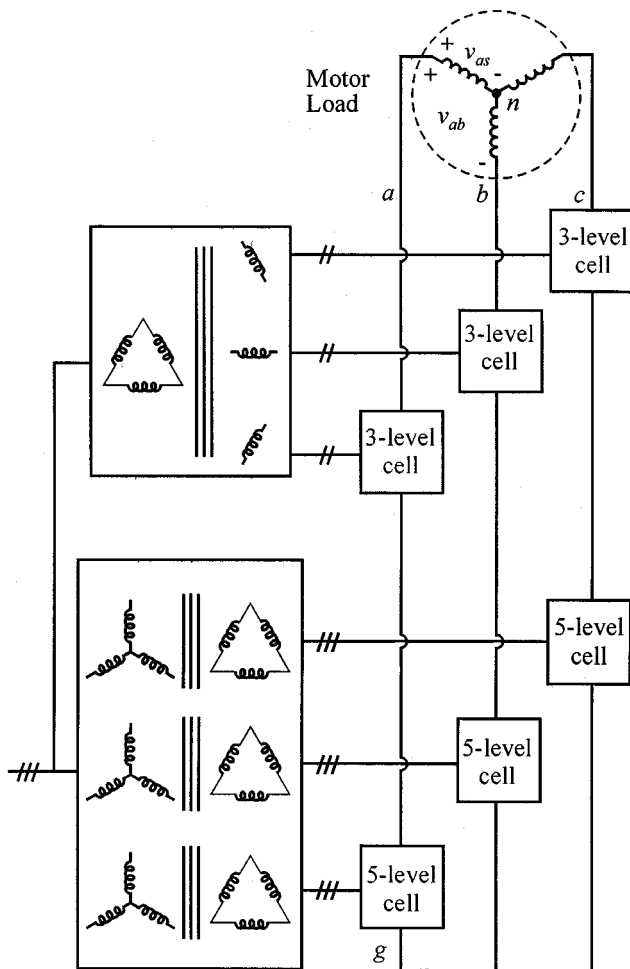 Motor
Load
+
+
v_as
-
n
v_ab
-
a
b
c
3-level
cell
3-level
cell
3-level
cell
5-level
cell
5-level
cell
5-level
cell
g